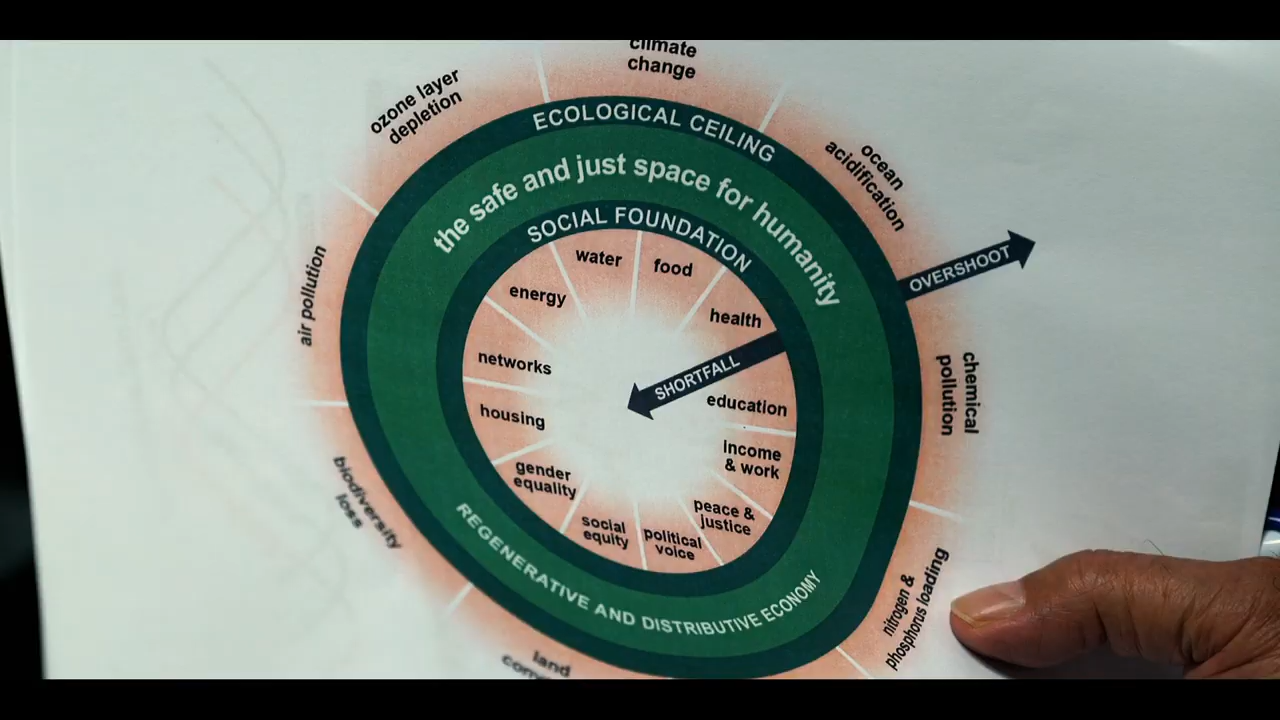 climate
change
ozone layer
depletion
ocean
acidification
air pollution
chemical
pollution
biodiversity
loss
nitrogen &
phosphorus loading
land
ECOLOGICAL CEILING
the safe and just space for humanity
SOCIAL FOUNDATION
OVERSHOOT
water
food
energy
health
networks
SHORTFALL
housing
education
income
& work
gender
equality
peace &
justice
social
equity
political
voice
REGENERATIVE AND DISTRIBUTIVE ECONOMY